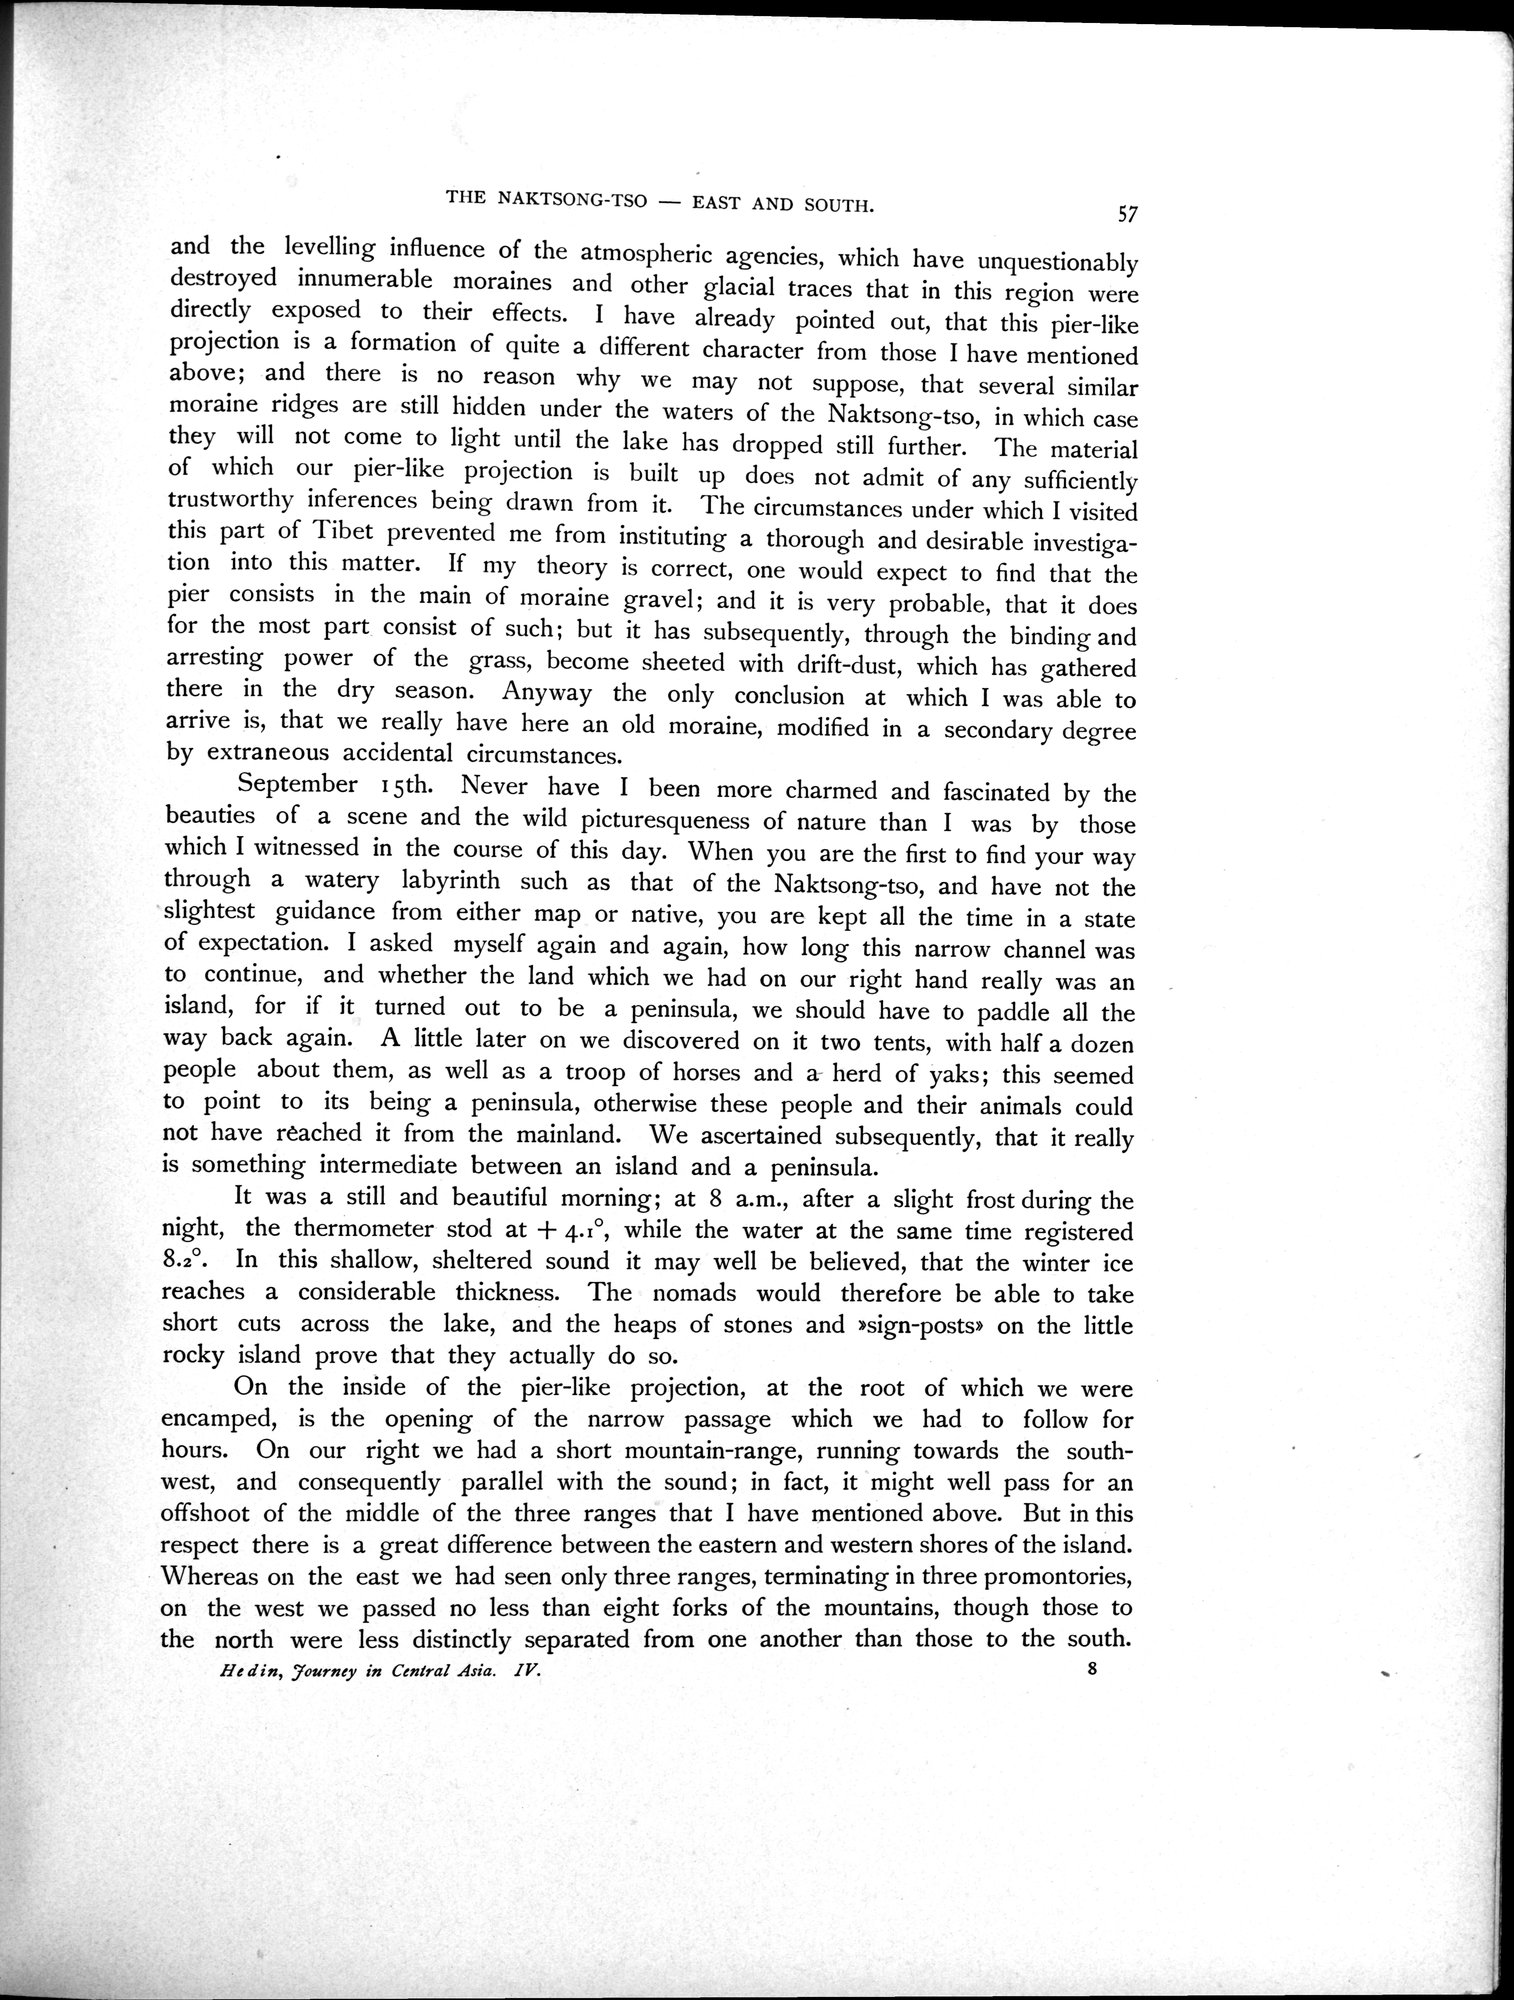 THE NAKTSONG-TSO — EAST AND SOUTH. 57
and the levelling influence of the atmospheric agencies, which have unquestionably
destroyed innumerable moraines and other glacial traces that in this region were
directly exposed to their effects. I have already pointed out, that this pier-like
projection is a formation of quite a different character from those I have mentioned
above; and there is no reason why we may not suppose, that several similar
moraine ridges are still hidden under the waters of the Naktsong-tso, in which case
they will not come to light until the lake has dropped still further. The material
of which our pier-like projection is built up does not admit of any sufficiently
trustworthy inferences being drawn from it. The circumstances under which I visited
this part of Tibet prevented me from instituting a thorough and desirable investiga-
tion into this matter. If my theory is correct, one would expect to find that the
pier consists in the main of moraine gravel; and it is very probable, that it does
for the most part consist of such; but it has subsequently, through the binding and
arresting power of the grass, become sheeted with drift-dust, which has gathered
there in the dry season. Anyway the only conclusion at which I was able to
arrive is, that we really have here an old moraine, modified in a secondary degree
by extraneous accidental circumstances.
September 15th. Never have I been more charmed and fascinated by the
beauties of a scene and the wild picturesqueness of nature than I was by those
which I witnessed in the course of this day. When you are the first to find your way
through a watery labyrinth such as that of the Naktsong-tso, and have not the
slightest guidance from either map or native, you are kept all the time in a state
of expectation. I asked myself again and again, how long this narrow channel was
to continue, and whether the land which we had on our right hand really was an
island, for if it turned out to be a peninsula, we should have to paddle all the
way back again. A little later on we discovered on it two tents, with half a dozen
people about them, as well as a troop of horses and a herd of yaks; this seemed
to point to its being a peninsula, otherwise these people and their animals could
not have reached it from the mainland. We ascertained subsequently, that it really
is something intermediate between an island and a peninsula.
It was a still and beautiful morning; at 8 a.m., after a slight frost during the
night, the thermometer stod at + 4.1°, while the water at the same time registered
8.2°. In this shallow, sheltered sound it may well be believed, that the winter ice
reaches a considerable thickness. The nomads would therefore be able to take
short cuts across the lake, and the heaps of stones and »sign-posts» on the little
rocky island prove that they actually do so.
On the inside of the pier-like projection, at the root of which we were
encamped, is the opening of the narrow passage which we had to follow for
hours. On our right we had a short mountain-range, running towards the south-
west, and consequently parallel with the sound; in fact, it might well pass for an
offshoot of the middle of the three ranges that I have mentioned above. But in this
respect there is a great difference between the eastern and western shores of the island.
Whereas on the east we had seen only three ranges, terminating in three promontories,
on the west we passed no less than eight forks of the mountains, though those to
the north were less distinctly separated from one another than those to the south.
Hedin, Journey in Central Asia. IV. 8